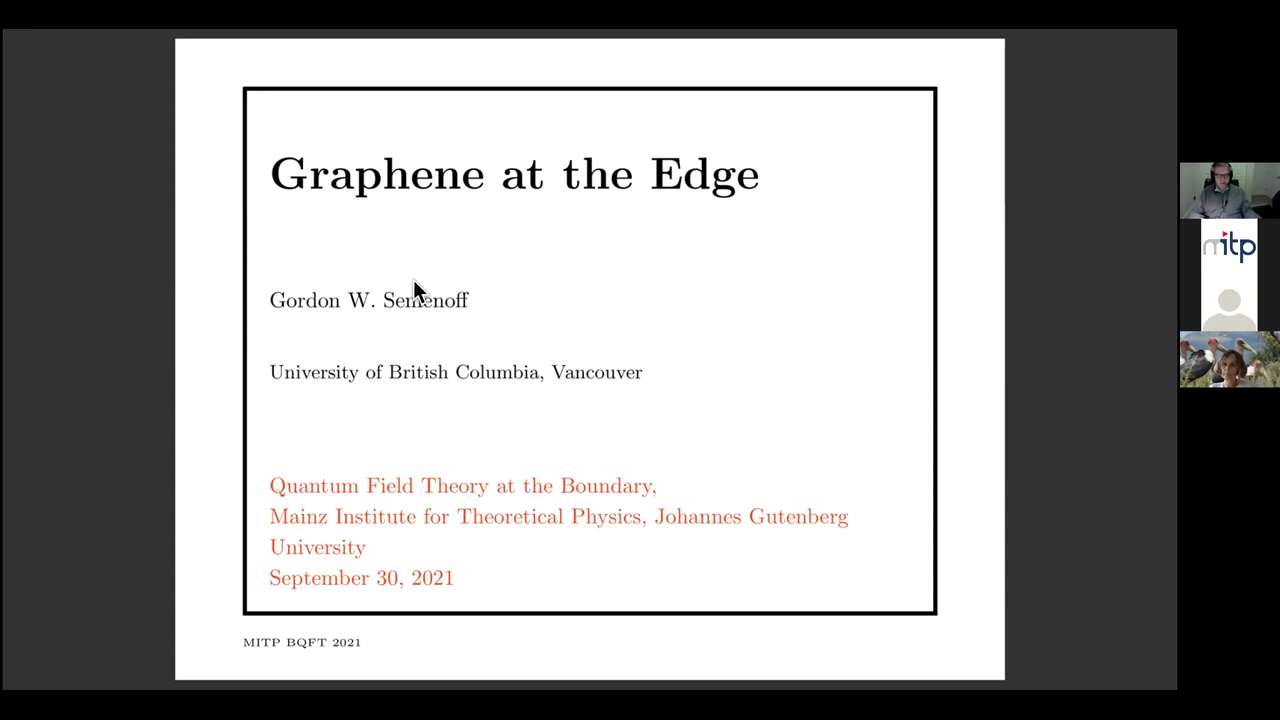 Graphene at the Edge
Gordon W. Semenoff
University of British Columbia, Vancouver
Quantum Field Theory at the Boundary,
Mainz Institute for Theoretical Physics, Johannes Gutenberg
University
September 30, 2021
MITP BQFT 2021
mitp